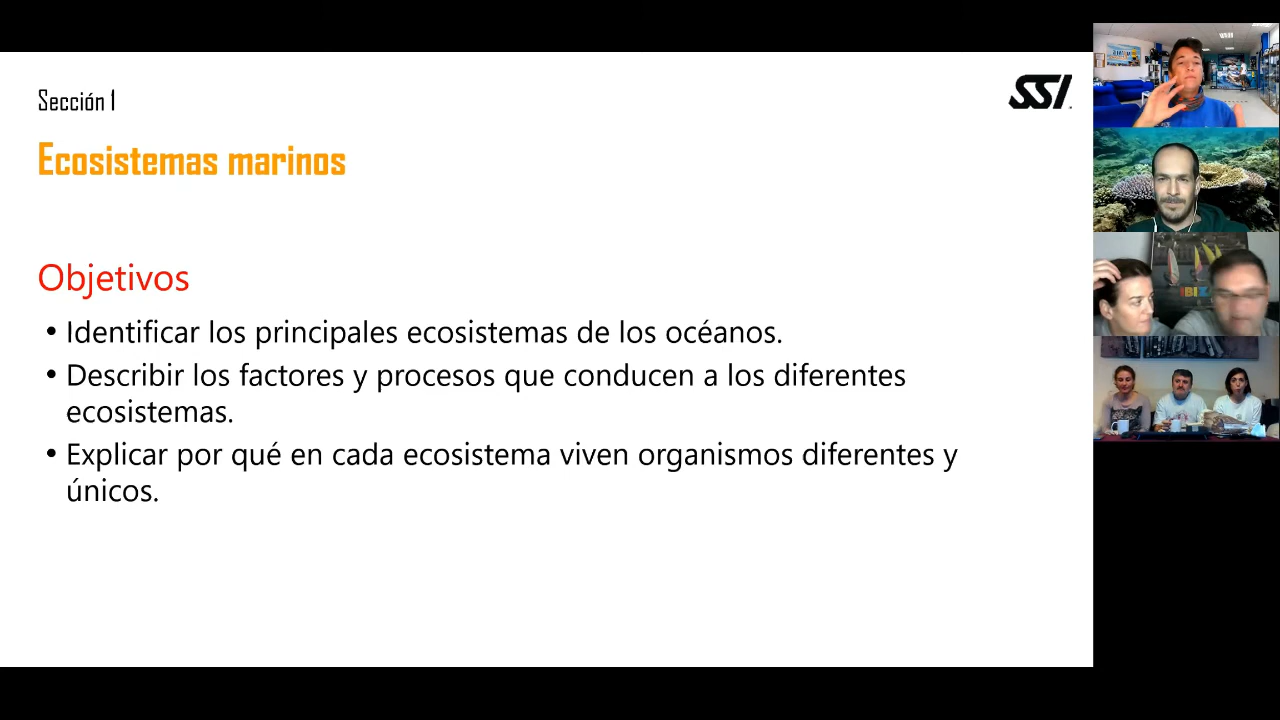 Sección 1
SSI
Ecosistemas marinos
Objetivos
• Identificar los principales ecosistemas de los océanos.
• Describir los factores y procesos que conducen a los diferentes
ecosistemas.
• Explicar por qué en cada ecosistema viven organismos diferentes y
únicos.